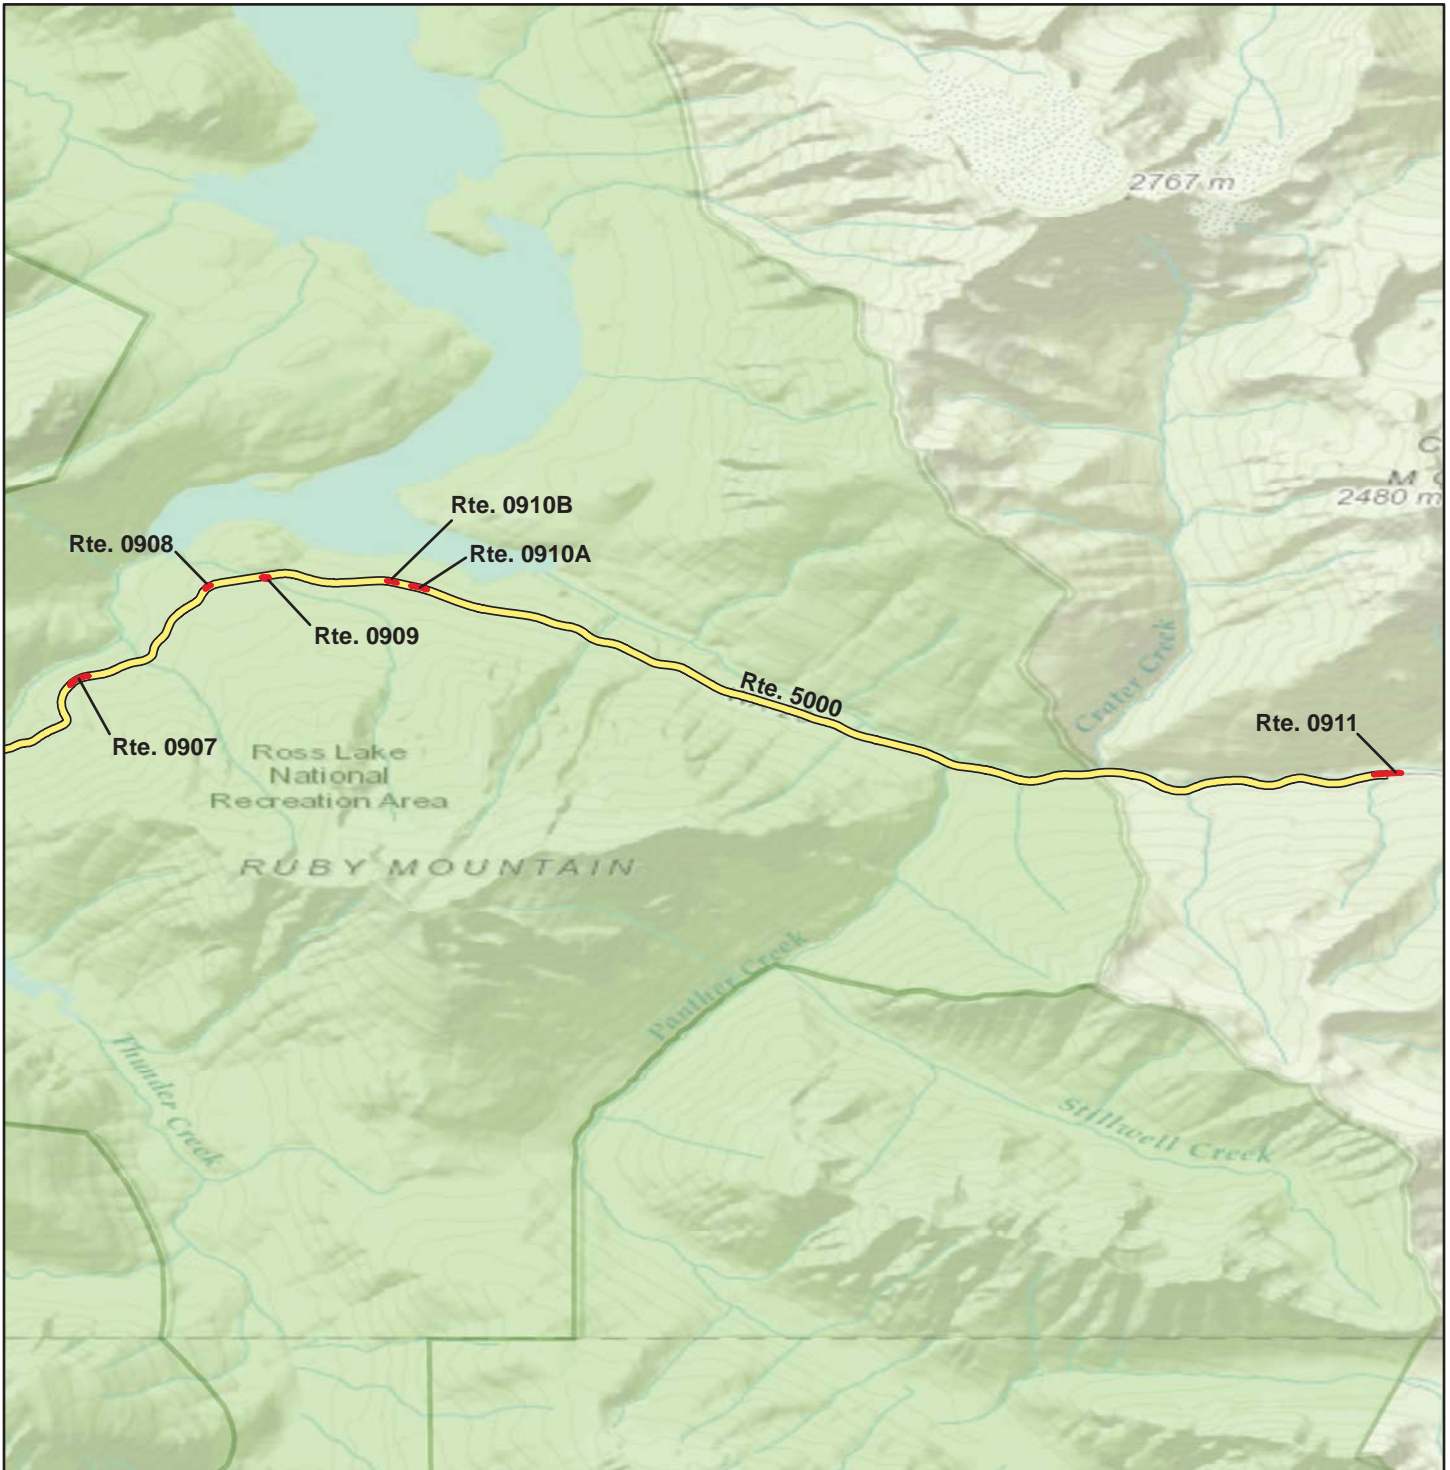 2767 m
2480 m
Rte. 0910B
Rte. 0908
Rte. 0910A
Rte. 0909
Crater Creek
Rte. 5000
Rte. 0911
Rte. 0907
Ross Lake
National
Recreation Area
RUBY MOUNTAIN
Panther Creek
Thunder Creek
Stillwell Creek